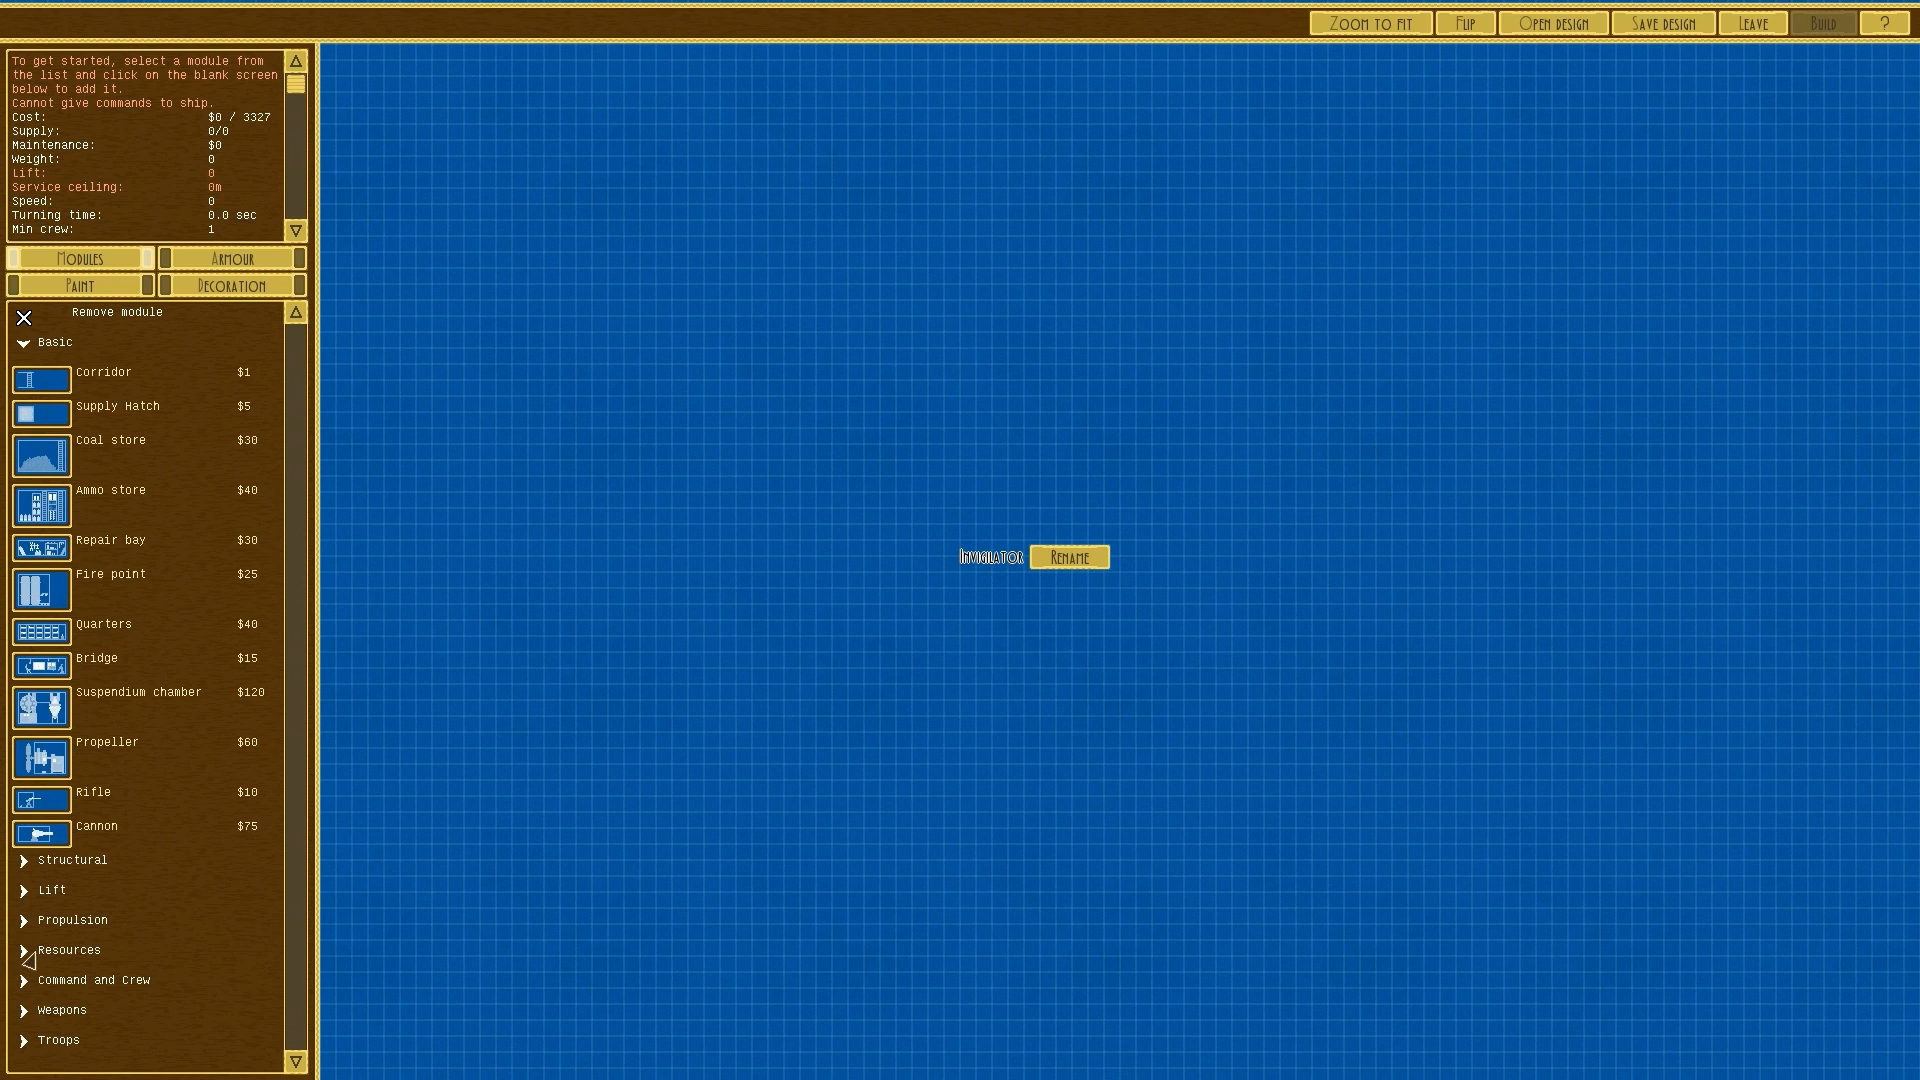 Zoom to fit
Flip
Open design
Save design
Leave
Build
?
To get started, select a module from
the list and click on the blank screen
below to add it.
Cannot give commands to ship.
Cost: $0 / 3327
Supply: 0/0
Maintenance: $0
Weight: 0
Lift: 0
Service ceiling: 0m
Speed: 0
Turning time: 0.0 sec
Min crew: 1
Modules
Armour
Paint
Decoration
Remove module
Basic
Corridor $1
Supply Hatch $5
Coal store $30
Ammo store $40
Repair bay $30
Fire point $25
Quarters $40
Bridge $15
Suspendium chamber $120
Propeller $60
Rifle $10
Cannon $75
Structural
Lift
Propulsion
Resources
Command and Crew
Weapons
Troops
Invigilator
Rename